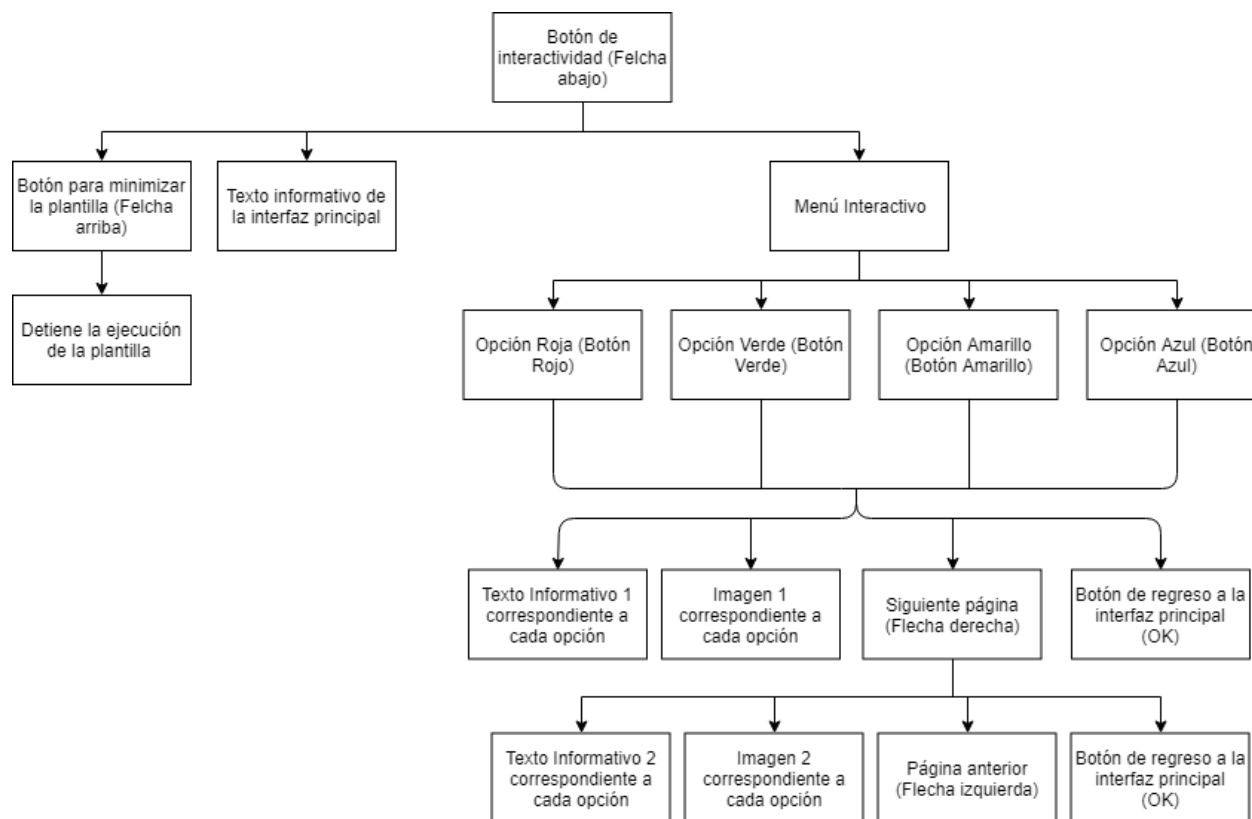 Botón de
interactividad (Felcha
abajo)
Botón para minimizar
la plantilla (Felcha
arriba)
Texto informativo de
la interfaz principal
Menú Interactivo
Detiene la ejecución
de la plantilla
Opción Roja (Botón
Rojo)
Opción Verde (Botón
Verde)
Opción Amarillo
(Botón Amarillo)
Opción Azul (Botón
Azul)
Texto Informativo 1
correspondiente a
cada opción
Imagen 1
correspondiente a
cada opción
Siguiente página
(Flecha derecha)
Botón de regreso a la
interfaz principal
(OK)
Texto Informativo 2
correspondiente a
cada opción
Imagen 2
correspondiente a
cada opción
Página anterior
(Flecha izquierda)
Botón de regreso a la
interfaz principal
(OK)